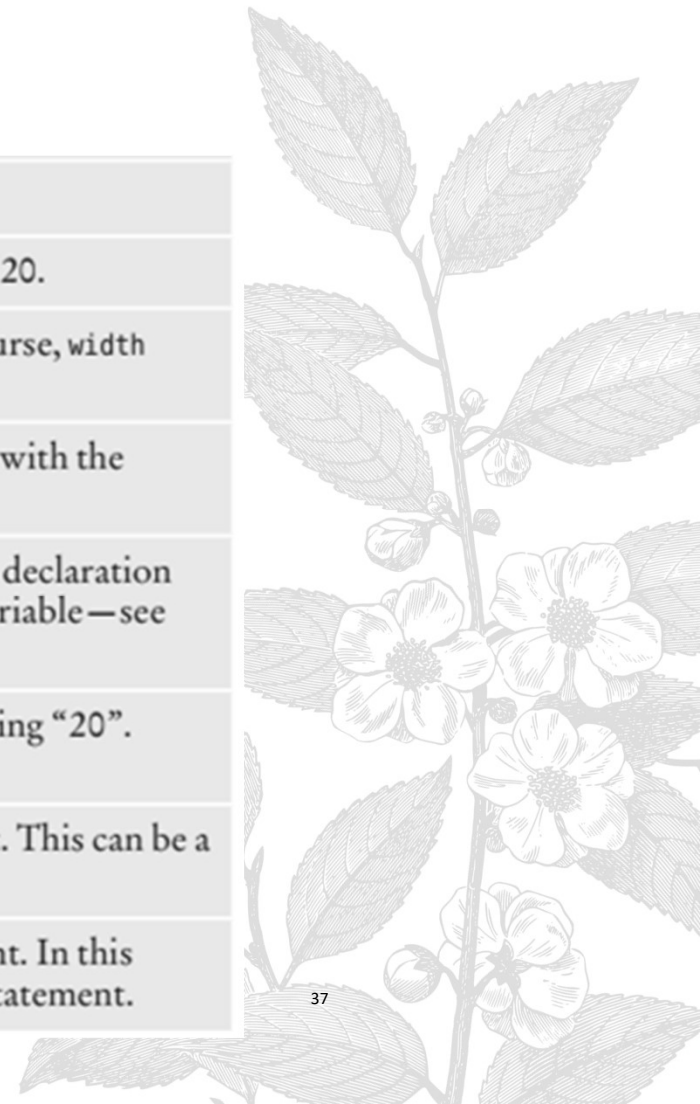 20.
urse, width
with the
declaration
riable—see
ing “20”.
. This can be a
nt. In this
tatement.
37